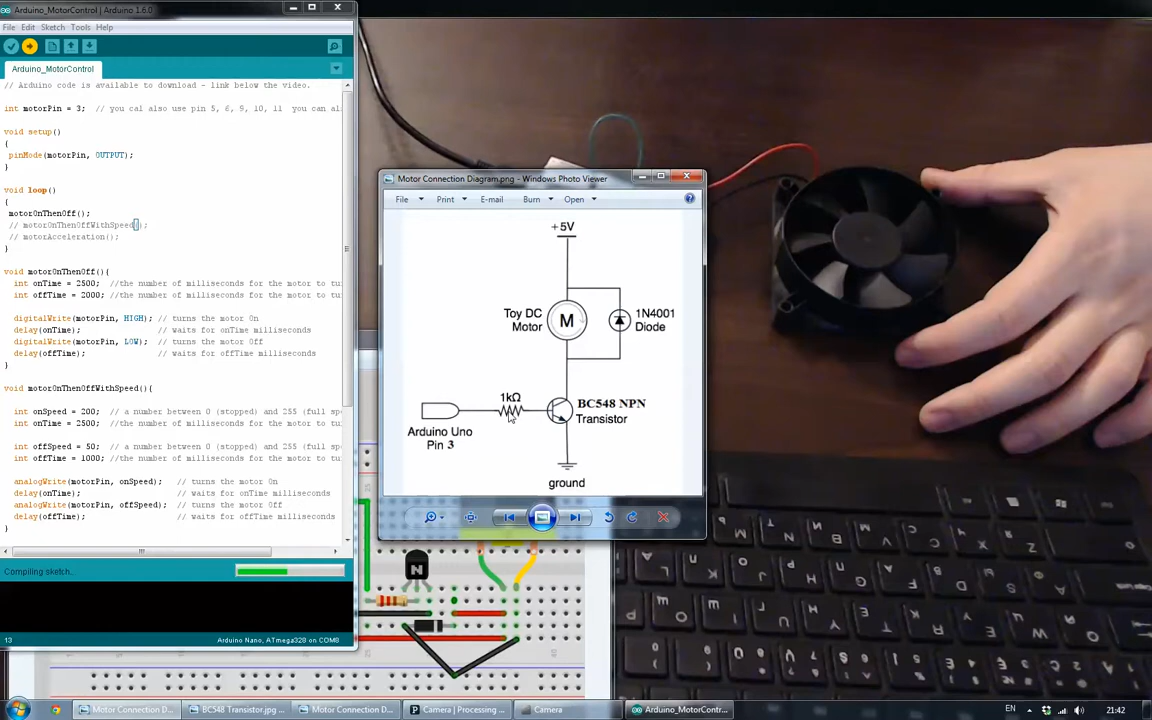 Arduino_MotorControl | Arduino 1.6.0
File Edit Sketch Tools Help
Arduino_MotorControl
// Arduino code is available to download - link below the video.
int motorPin = 3; // you cal also use pin 5, 6, 9, 10, 11 you can al
void setup()
{
pinMode(motorPin, OUTPUT);
}
void loop()
{
motorOnThenOff();
// motorOnThenOffWithSpeed();
// motorAcceleration();
}
void motorOnThenOff(){
int onTime = 2500; //the number of milliseconds for the motor to tu
int offTime = 2000; //the number of milliseconds for the motor to tu
digitalWrite(motorPin, HIGH); // turns the motor On
delay(onTime); // waits for onTime milliseconds
digitalWrite(motorPin, LOW); // turns the motor Off
delay(offTime); // waits for offTime milliseconds
}
void motorOnThenOffWithSpeed(){
int onSpeed = 200; // a number between 0 (stopped) and 255 (full sp
int onTime = 2500; //the number of milliseconds for the motor to tur
int offSpeed = 50; // a number between 0 (stopped) and 255 (full sp
int offTime = 1000; //the number of milliseconds for the motor to tur
analogWrite(motorPin, onSpeed); // turns the motor On
delay(onTime); // waits for onTime milliseconds
analogWrite(motorPin, offSpeed); // turns the motor Off
delay(offTime); // waits for offTime milliseconds
}
Compiling sketch...
13
Arduino Nano, ATmega328 on COM8
Motor Connection Diagram.png - Windows Photo Viewer
File Print E-mail Burn Open
+5V
Toy DC
Motor
M
1N4001
Diode
1kΩ
BC548 NPN
Transistor
Arduino Uno
Pin 3
ground
N
Motor Connection D...
BC548 Transistor.jpg ...
Motor Connection D...
Camera | Processing ...
Camera
Arduino_MotorContr...
EN
21:42